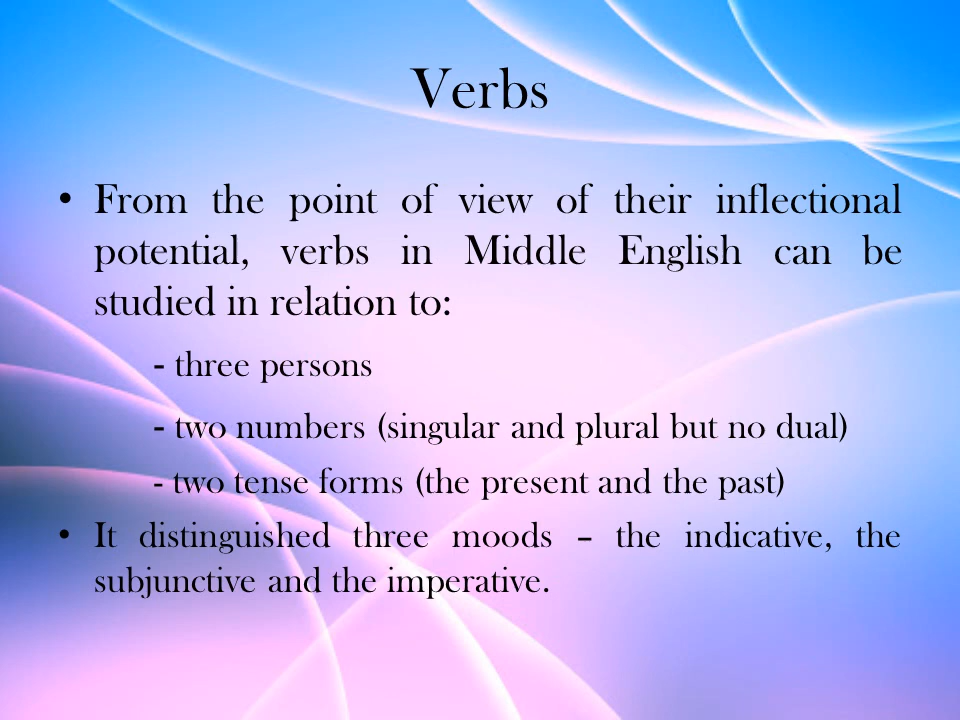 Verbs
• From the point of view of their inflectional
potential, verbs in Middle English can be
studied in relation to:
- three persons
- two numbers (singular and plural but no dual)
- two tense forms (the present and the past)
• It distinguished three moods – the indicative, the
subjunctive and the imperative.